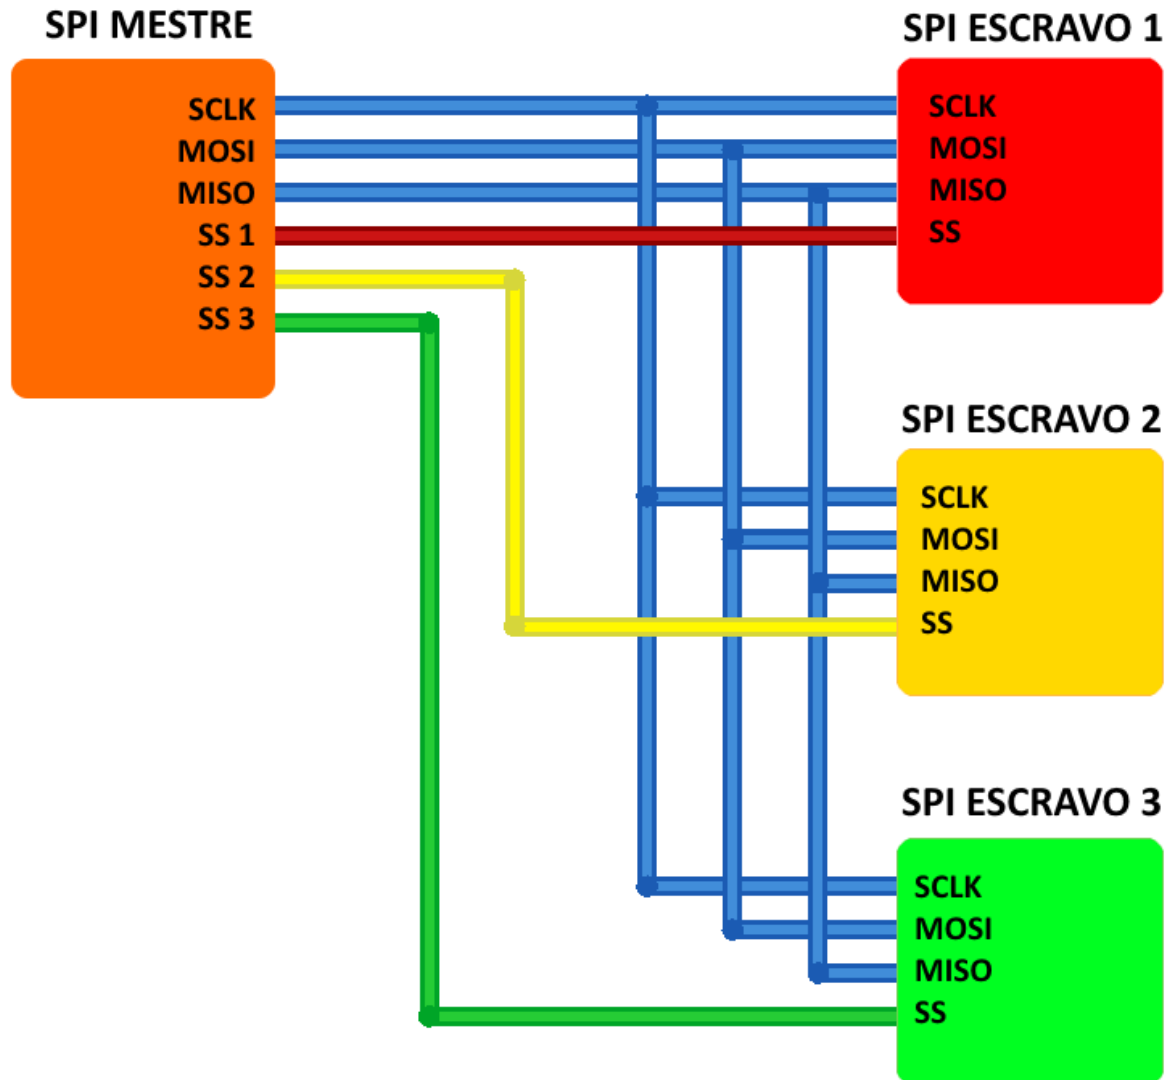 SPI MESTRE
SCLK
MOSI
MISO
SS 1
SS 2
SS 3
SPI ESCRAVO 1
SCLK
MOSI
MISO
SS
SPI ESCRAVO 2
SCLK
MOSI
MISO
SS
SPI ESCRAVO 3
SCLK
MOSI
MISO
SS